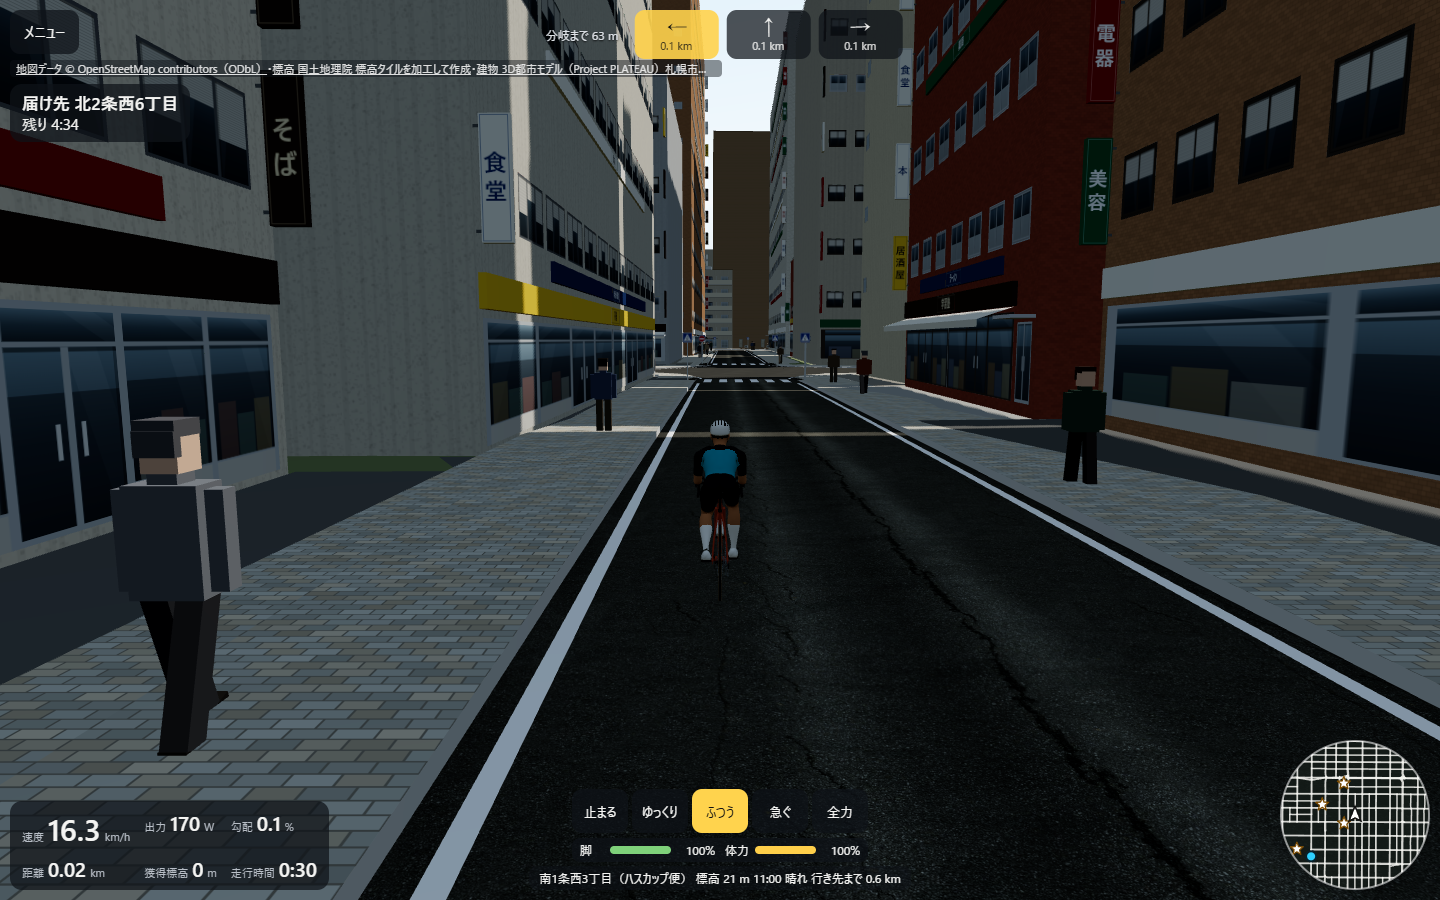 メニュー
分岐まで 63 m
←
0.1 km
↑
0.1 km
→
0.1 km
地図データ © OpenStreetMap contributors（ODbL）・標高 国土地理院 標高タイルを加工して作成・建物 3D都市モデル（Project PLATEAU）札幌市...
届け先 北2条西6丁目
残り 4:34
そば
食堂
食堂
本
居酒屋
電器
美容
速度 16.3 km/h
出力 170 W
勾配 0.1 %
距離 0.02 km
獲得標高 0 m
走行時間 0:30
止まる
ゆっくり
ふつう
急ぐ
全力
脚 100%
体力 100%
南1条西3丁目（ハスカップ便） 標高 21 m 11:00 晴れ 行き先まで 0.6 km